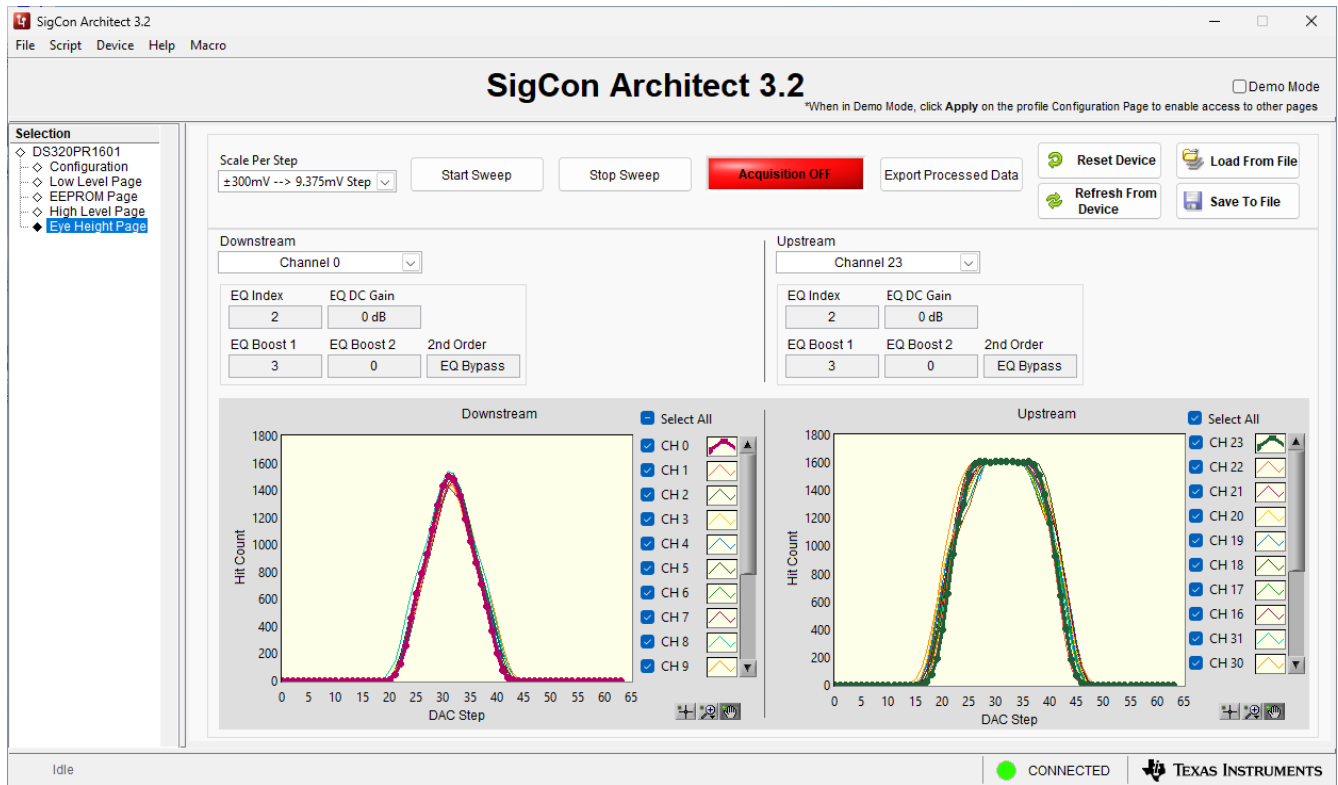 SigCon Architect 3.2
File Script Device Help Macro
SigCon Architect 3.2
Demo Mode
*When in Demo Mode, click Apply on the profile Configuration Page to enable access to other pages
Selection
DS320PR1601
Configuration
Low Level Page
EEPROM Page
High Level Page
Eye Height Page
Scale Per Step
±300mV --> 9.375mV Step
Start Sweep
Stop Sweep
Acquisition OFF
Export Processed Data
Reset Device
Load From File
Refresh From
Device
Save To File
Downstream
Channel 0
EQ Index EQ DC Gain
2 0 dB
EQ Boost 1 EQ Boost 2 2nd Order
3 0 EQ Bypass
Upstream
Channel 23
EQ Index EQ DC Gain
2 0 dB
EQ Boost 1 EQ Boost 2 2nd Order
3 0 EQ Bypass
Downstream
Select All
CH 0
CH 1
CH 2
CH 3
CH 4
CH 5
CH 6
CH 7
CH 8
CH 9
Hit Count
1800
1600
1400
1200
1000
800
600
400
200
0
0 5 10 15 20 25 30 35 40 45 50 55 60 65
DAC Step
Upstream
Select All
CH 23
CH 22
CH 21
CH 20
CH 19
CH 18
CH 17
CH 16
CH 31
CH 30
Hit Count
1800
1600
1400
1200
1000
800
600
400
200
0
0 5 10 15 20 25 30 35 40 45 50 55 60 65
DAC Step
Idle
CONNECTED
TEXAS INSTRUMENTS